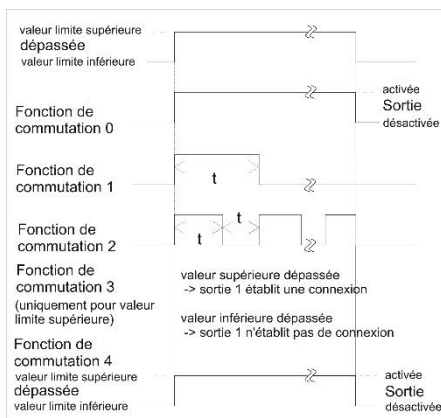 valeur limite supérieure
dépassée
valeur limite inférieure
activée
Sortie
désactivée
Fonction de
commutation 0
Fonction de
commutation 1
t
Fonction de
commutation 2
t
t
Fonction de
commutation 3
(uniquement pour valeur
limite supérieure)
valeur supérieure dépassée
-> sortie 1 établit une connexion
valeur inférieure dépassée
-> sortie 1 n'établit pas de connexion
Fonction de
commutation 4
valeur limite supérieure
dépassée
valeur limite inférieure
activée
Sortie
désactivée